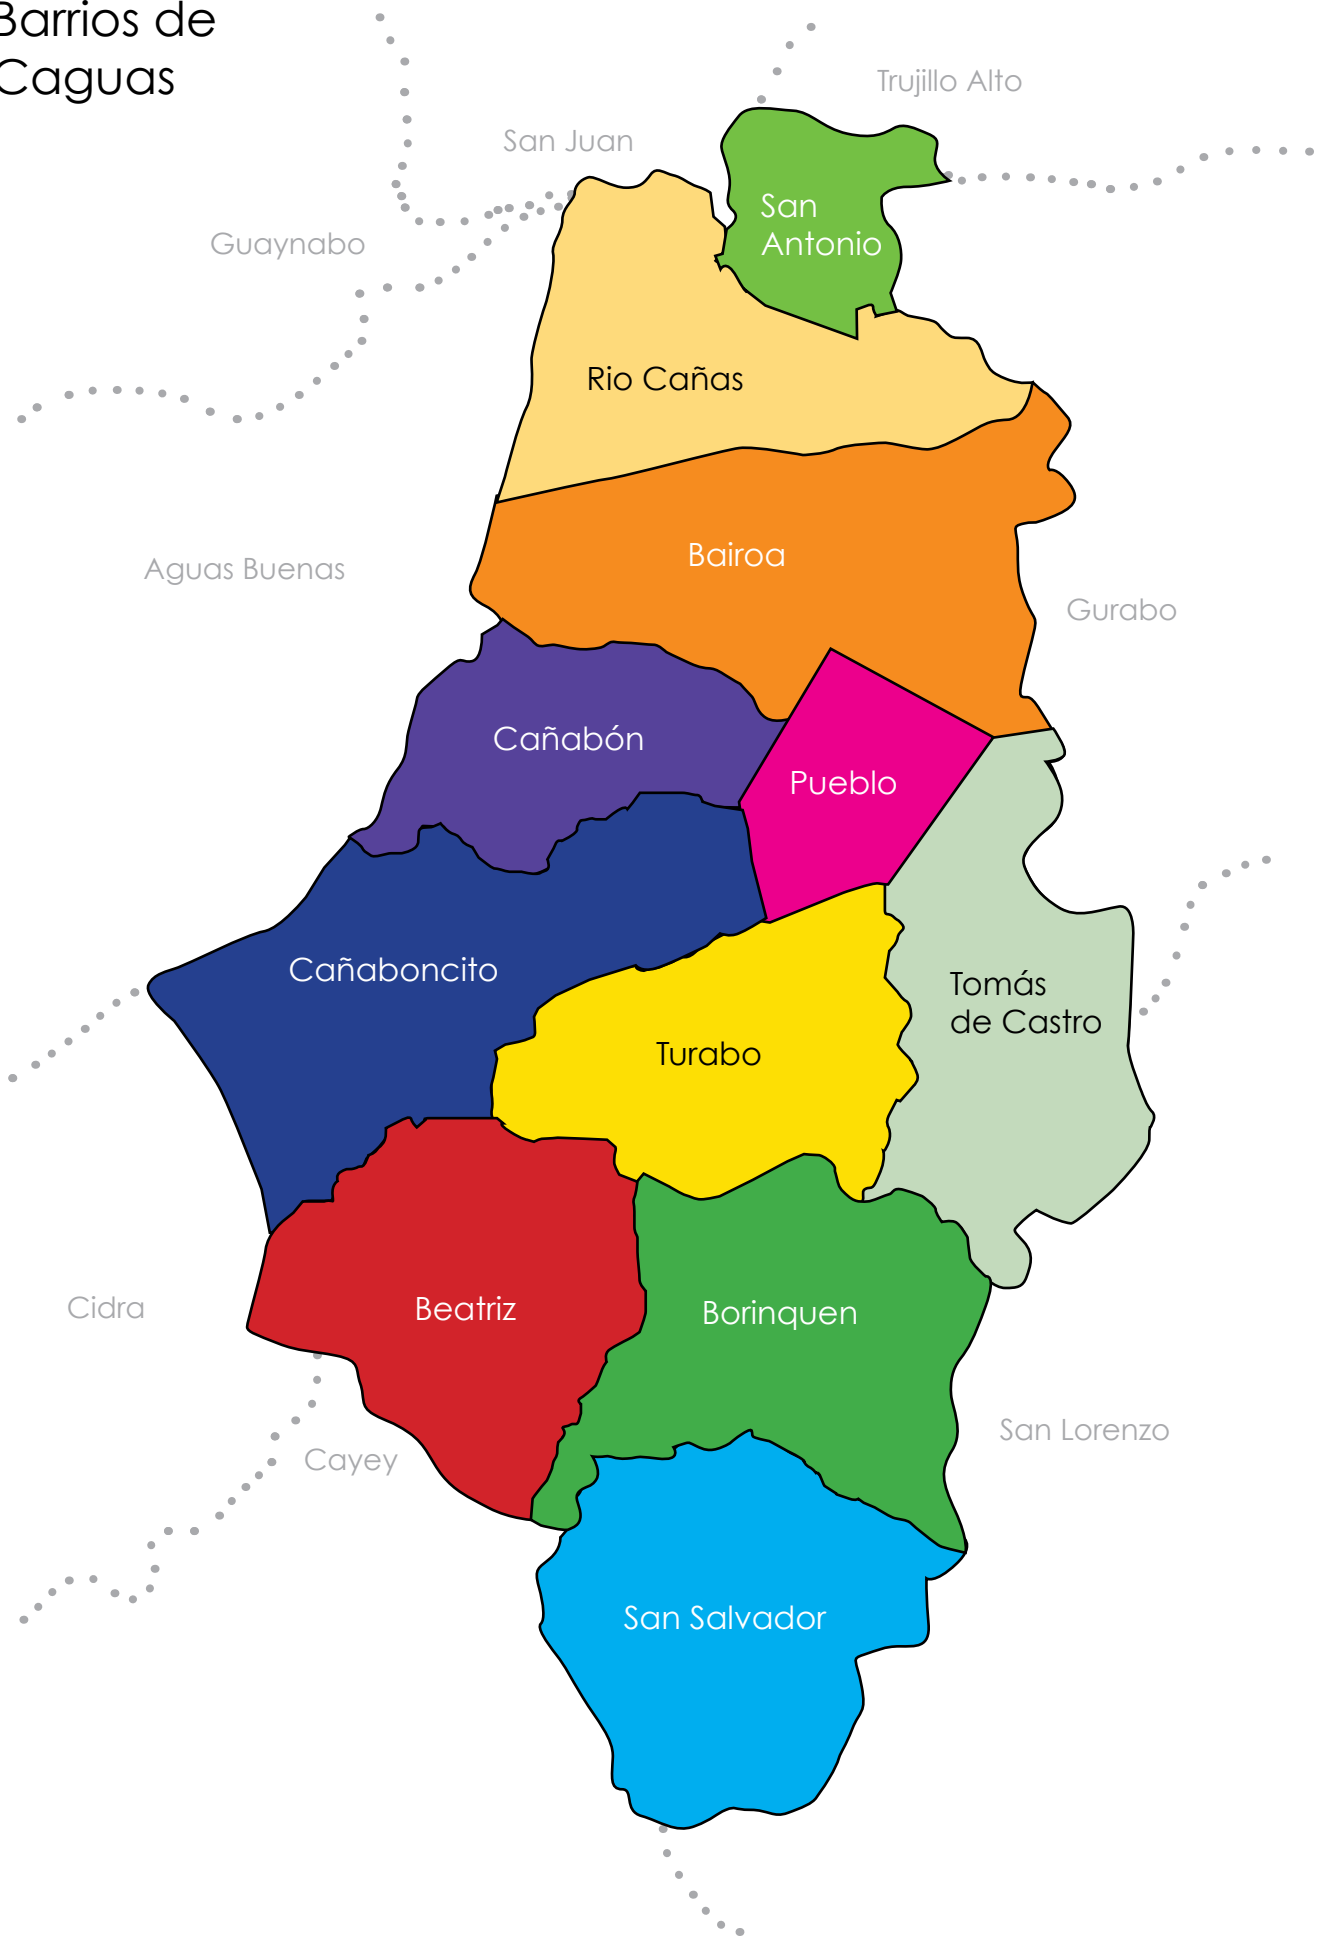 Barrios de
Caguas
Trujillo Alto
San Juan
San
Antonio
Guaynabo
Rio Cañas
Bairoa
Aguas Buenas
Gurabo
Cañabón
Pueblo
Cañaboncito
Tomás
de Castro
Turabo
Cidra
Beatriz
Borinquen
San Lorenzo
Cayey
San Salvador